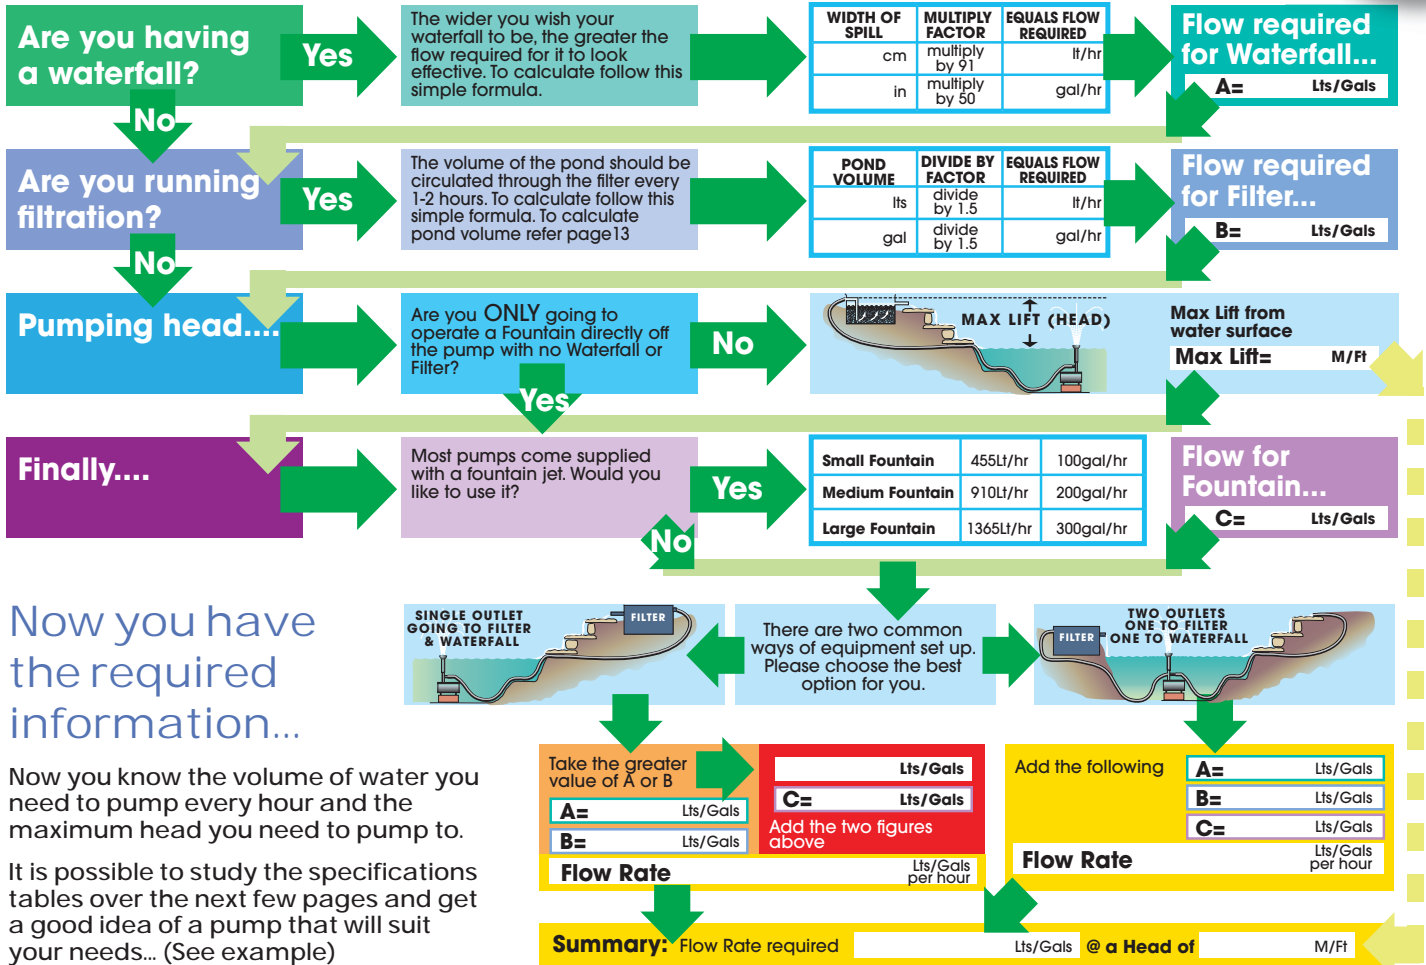 Are you having
a waterfall?
Yes
The wider you wish your
waterfall to be, the greater the
flow required for it to look
effective. To calculate follow this
simple formula.
WIDTH OF
SPILL
MULTIPLY
FACTOR
EQUALS FLOW
REQUIRED
cm
multiply
by 91
lt/hr
in
multiply
by 50
gal/hr
Flow required
for Waterfall...
A=
Lts/Gals
No
Are you running
filtration?
Yes
The volume of the pond should be
circulated through the filter every
1-2 hours. To calculate follow this
simple formula. To calculate
pond volume refer page13
POND
VOLUME
DIVIDE BY
FACTOR
EQUALS FLOW
REQUIRED
lts
divide
by 1.5
lt/hr
gal
divide
by 1.5
gal/hr
Flow required
for Filter...
B=
Lts/Gals
No
Pumping head....
Are you ONLY going to
operate a Fountain directly off
the pump with no Waterfall or
Filter?
No
MAX LIFT (HEAD)
Max Lift from
water surface
Max Lift=
M/Ft
Yes
Finally....
Most pumps come supplied
with a fountain jet. Would you
like to use it?
Yes
Small Fountain
455Lt/hr
100gal/hr
Medium Fountain
910Lt/hr
200gal/hr
Large Fountain
1365Lt/hr
300gal/hr
Flow for
Fountain...
C=
Lts/Gals
No
Now you have
the required
information...
Now you know the volume of water you
need to pump every hour and the
maximum head you need to pump to.
It is possible to study the specifications
tables over the next few pages and get
a good idea of a pump that will suit
your needs... (See example)
SINGLE OUTLET
GOING TO FILTER
& WATERFALL
FILTER
There are two common
ways of equipment set up.
Please choose the best
option for you.
TWO OUTLETS
ONE TO FILTER
ONE TO WATERFALL
FILTER
Take the greater
value of A or B
A=
Lts/Gals
B=
Lts/Gals
Lts/Gals
C=
Lts/Gals
Add the two figures
above
Flow Rate
Lts/Gals
per hour
Add the following
A=
Lts/Gals
B=
Lts/Gals
C=
Lts/Gals
Flow Rate
Lts/Gals
per hour
Summary: Flow Rate required
Lts/Gals
@ a Head of
M/Ft